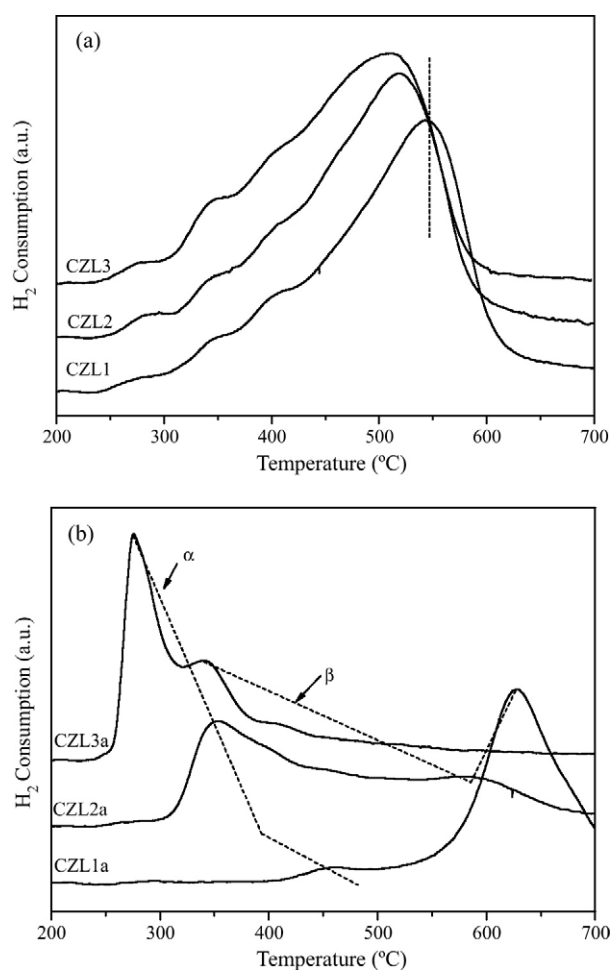 (a)
H₂ Consumption (a.u.)
CZL3
CZL2
CZL1
200 300 400 500 600 700
Temperature (ºC)
(b)
α
β
H₂ Consumption (a.u.)
CZL3a
CZL2a
CZL1a
200 300 400 500 600 700
Temperature (ºC)